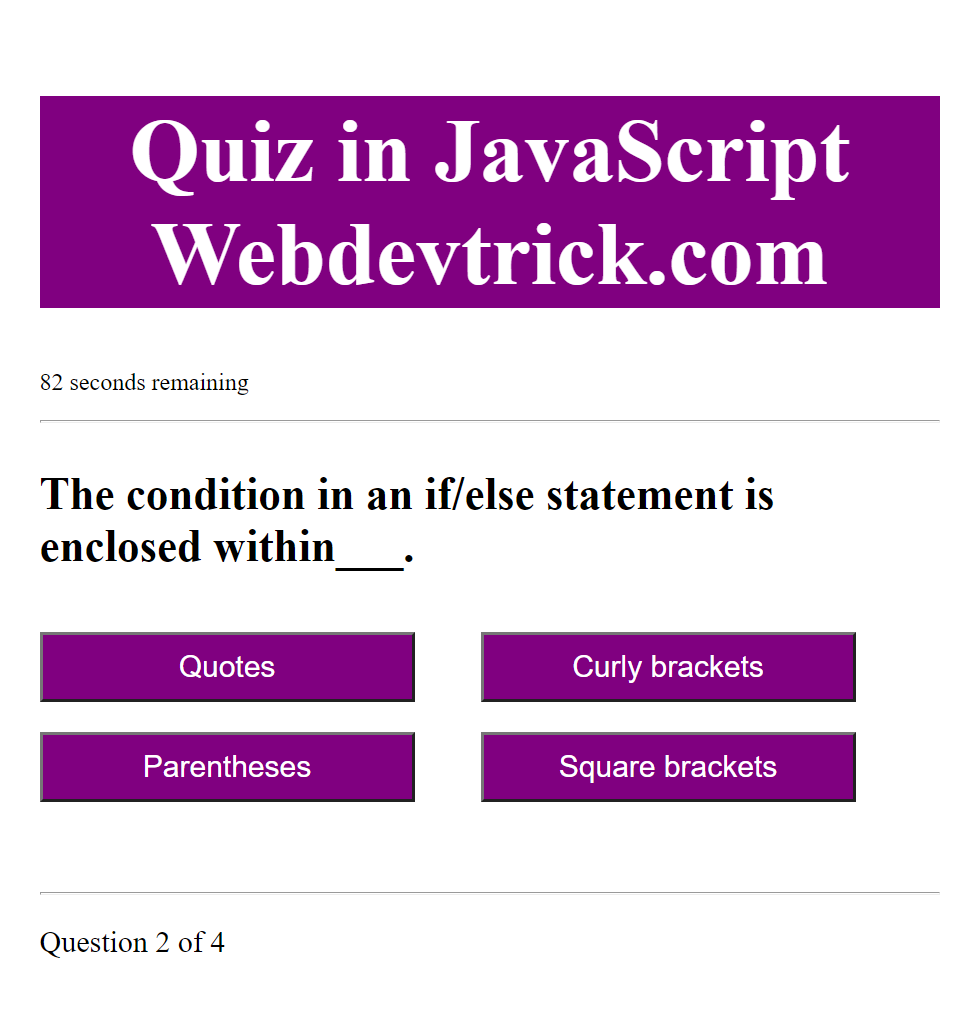 Quiz in JavaScript
Webdevtrick.com
82 seconds remaining
The condition in an if/else statement is
enclosed within___.
Quotes
Curly brackets
Parentheses
Square brackets
Question 2 of 4